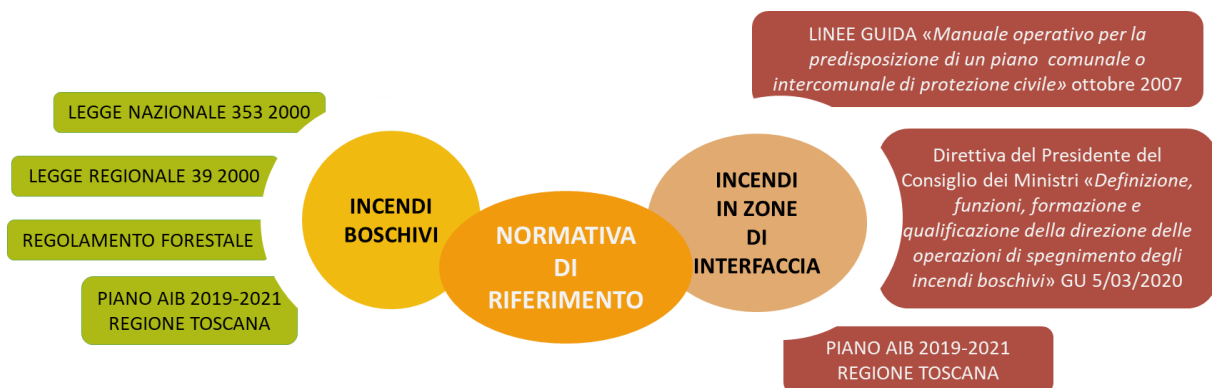 LEGGE NAZIONALE 353 2000
LEGGE REGIONALE 39 2000
REGOLAMENTO FORESTALE
PIANO AIB 2019-2021
REGIONE TOSCANA
INCENDI
BOSCHIVI
NORMATIVA
DI
RIFERIMENTO
INCENDI
IN ZONE
DI
INTERFACCIA
LINEE GUIDA «Manuale operativo per la
predisposizione di un piano comunale o
intercomunale di protezione civile» ottobre 2007
Direttiva del Presidente del
Consiglio dei Ministri «Definizione,
funzioni, formazione e
qualificazione della direzione delle
operazioni di spegnimento degli
incendi boschivi» GU 5/03/2020
PIANO AIB 2019-2021
REGIONE TOSCANA